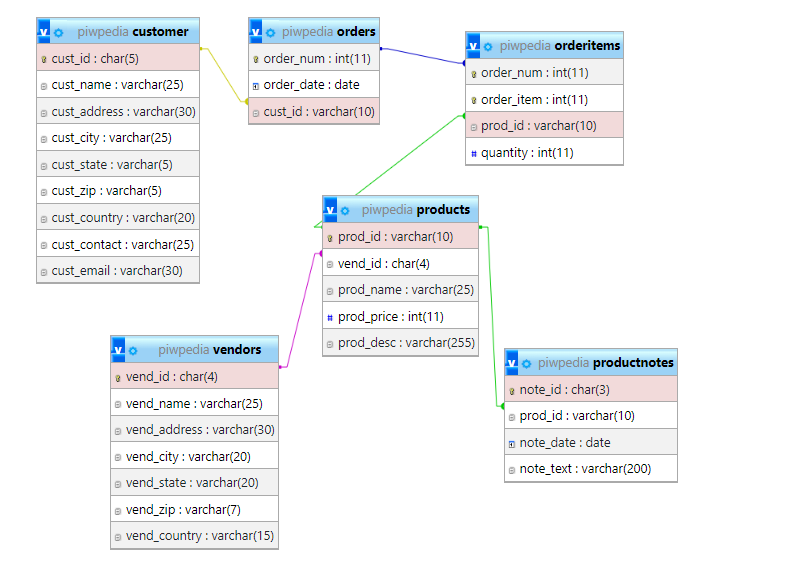 v piwpedia customer
cust_id : char(5)
cust_name : varchar(25)
cust_address : varchar(30)
cust_city : varchar(25)
cust_state : varchar(5)
cust_zip : varchar(5)
cust_country : varchar(20)
cust_contact : varchar(25)
cust_email : varchar(30)
v piwpedia orders
order_num : int(11)
order_date : date
cust_id : varchar(10)
v piwpedia orderitems
order_num : int(11)
order_item : int(11)
prod_id : varchar(10)
# quantity : int(11)
v piwpedia products
prod_id : varchar(10)
vend_id : char(4)
prod_name : varchar(25)
# prod_price : int(11)
prod_desc : varchar(255)
v piwpedia vendors
vend_id : char(4)
vend_name : varchar(25)
vend_address : varchar(30)
vend_city : varchar(20)
vend_state : varchar(20)
vend_zip : varchar(7)
vend_country : varchar(15)
v piwpedia productnotes
note_id : char(3)
prod_id : varchar(10)
note_date : date
note_text : varchar(200)